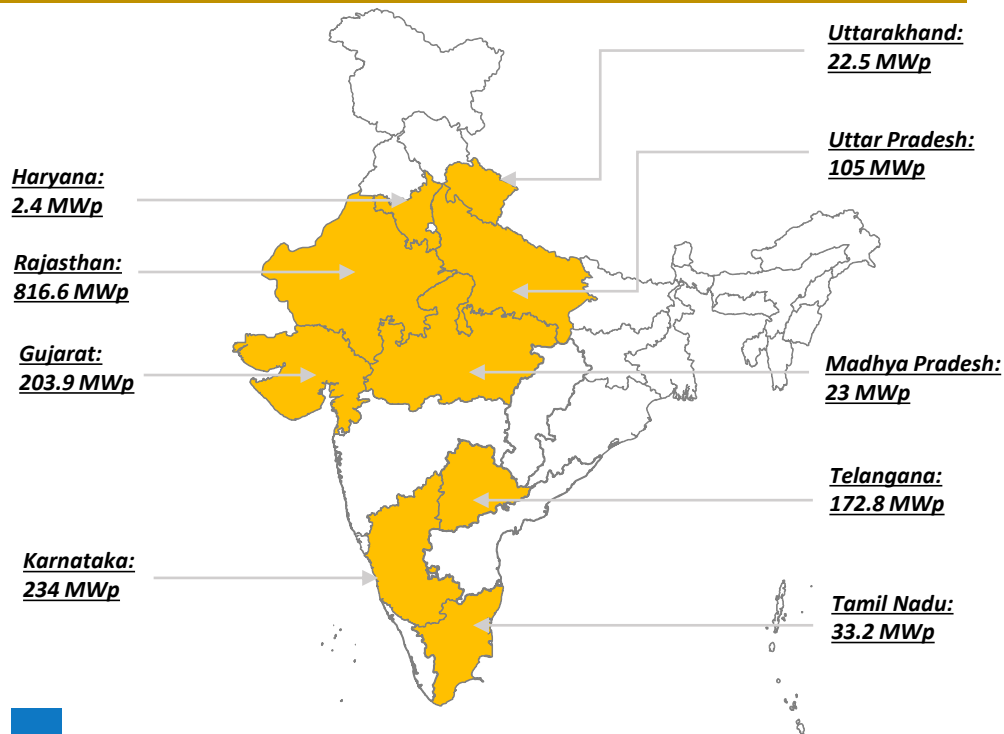 Uttarakhand:
22.5 MWp
Uttar Pradesh:
105 MWp
Haryana:
2.4 MWp
Rajasthan:
816.6 MWp
Gujarat:
203.9 MWp
Madhya Pradesh:
23 MWp
Telangana:
172.8 MWp
Karnataka:
234 MWp
Tamil Nadu:
33.2 MWp